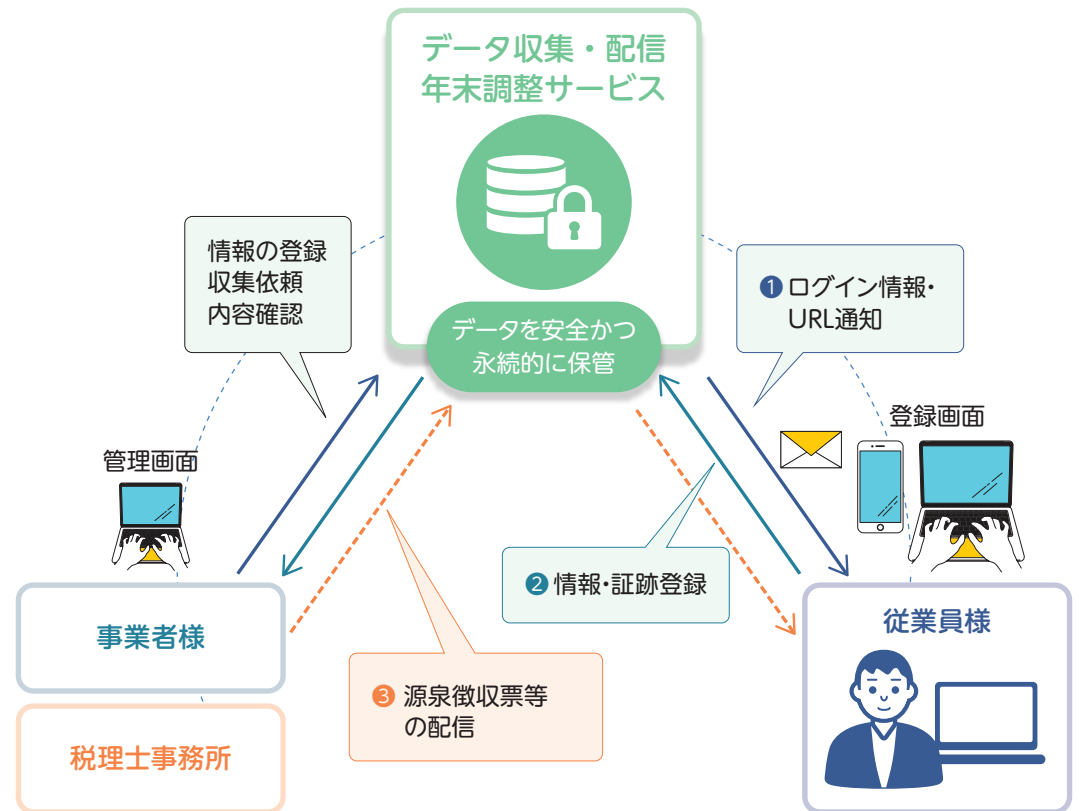 データ収集・配信
年末調整サービス
データを安全かつ
永続的に保管
情報の登録
収集依頼
内容確認
❶ログイン情報・
URL通知
管理画面
登録画面
❷情報・証跡登録
事業者様
税理士事務所
❸ 源泉徴収票等
の配信
従業員様